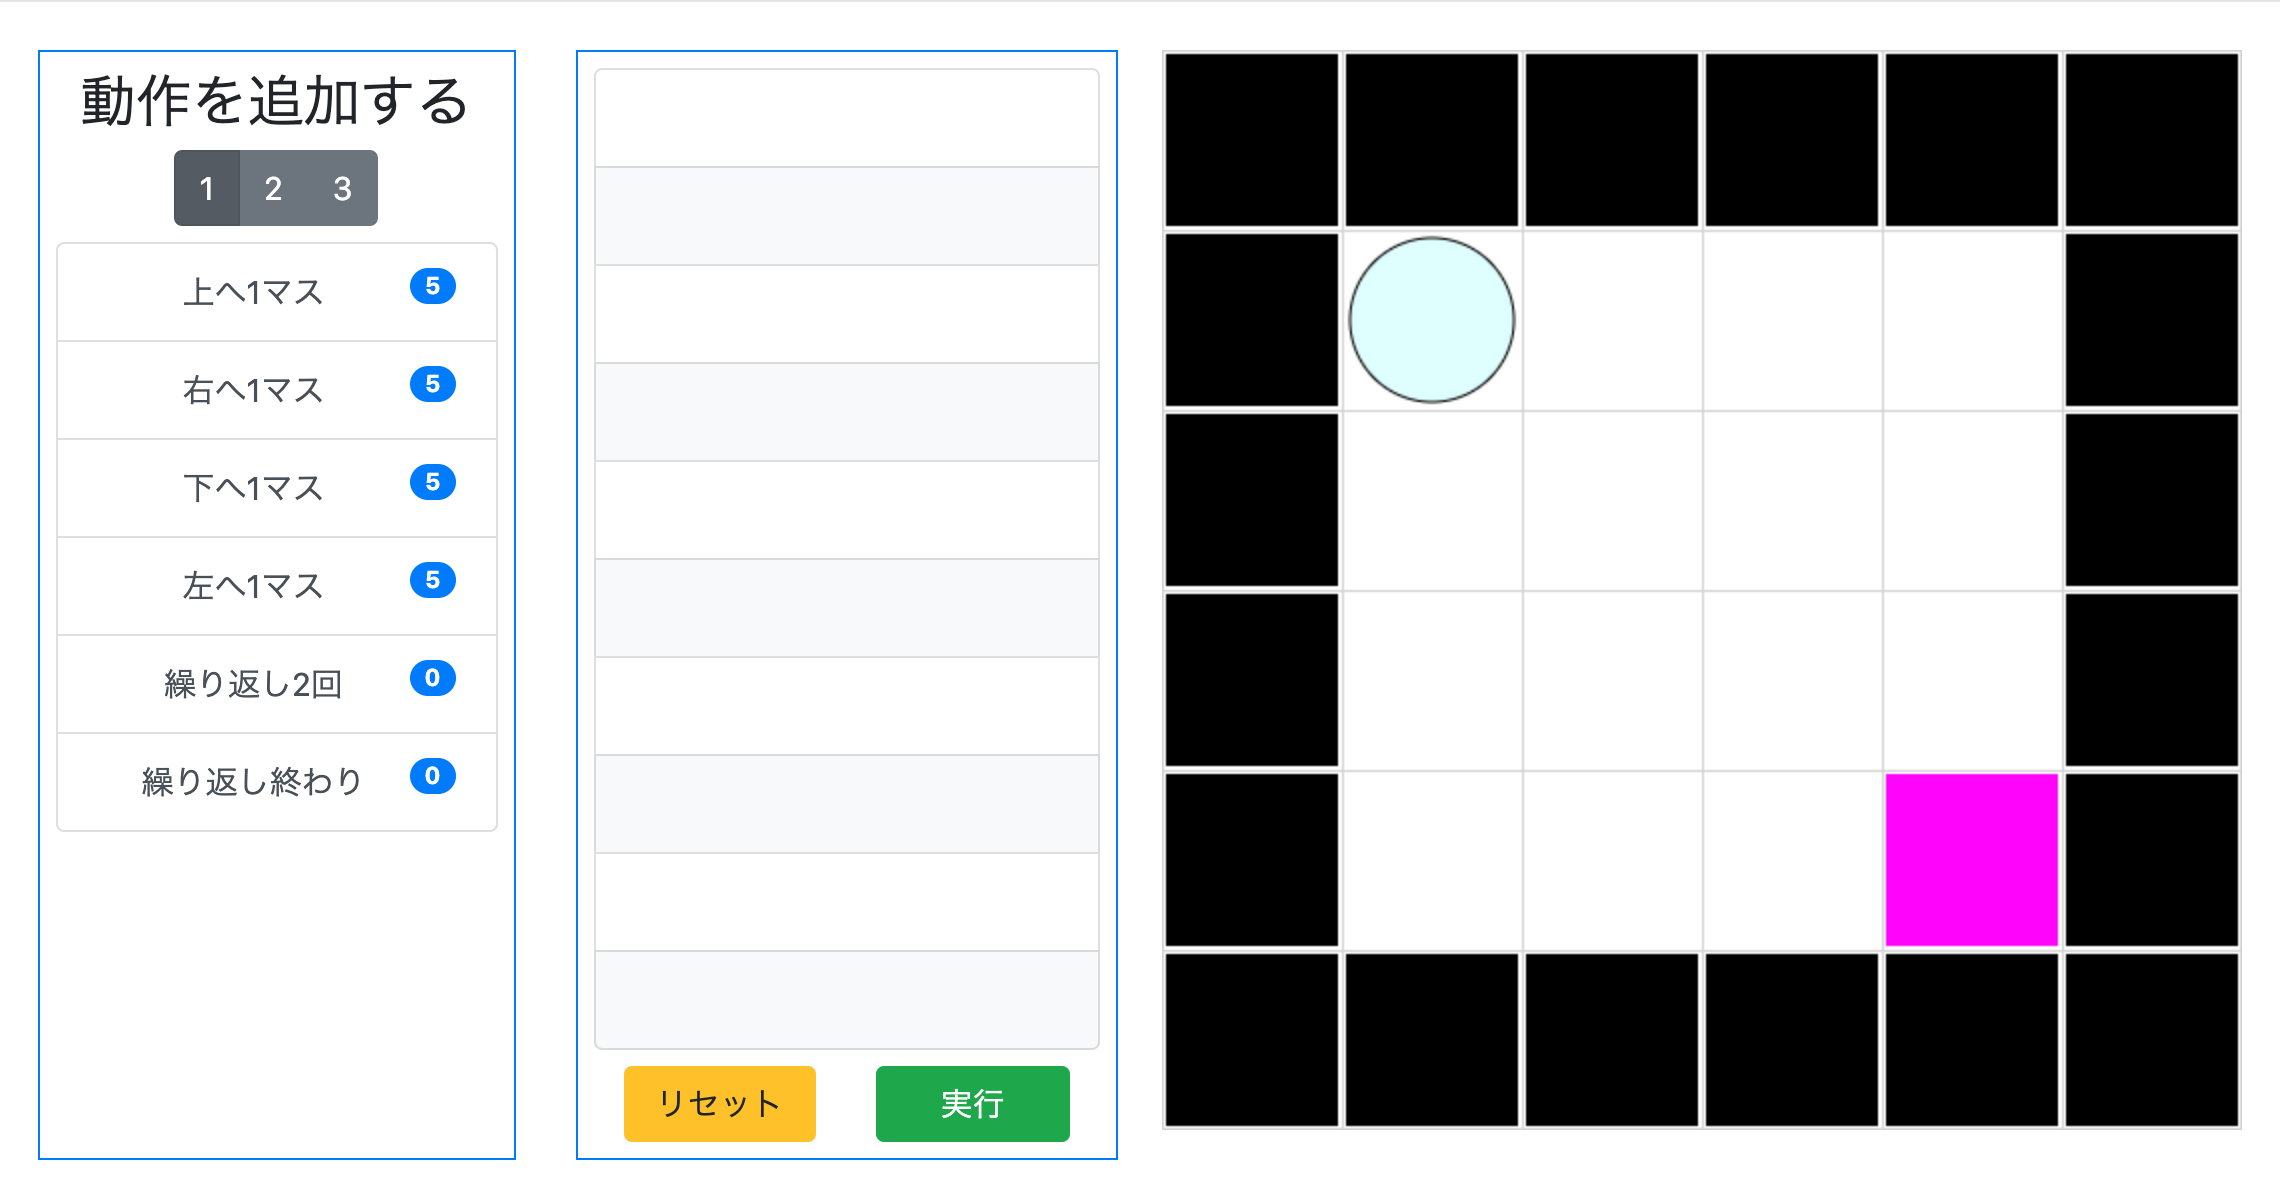 動作を追加する
1 2 3
上へ1マス 5
右へ1マス 5
下へ1マス 5
左へ1マス 5
繰り返し2回 0
繰り返し終わり 0
リセット 実行